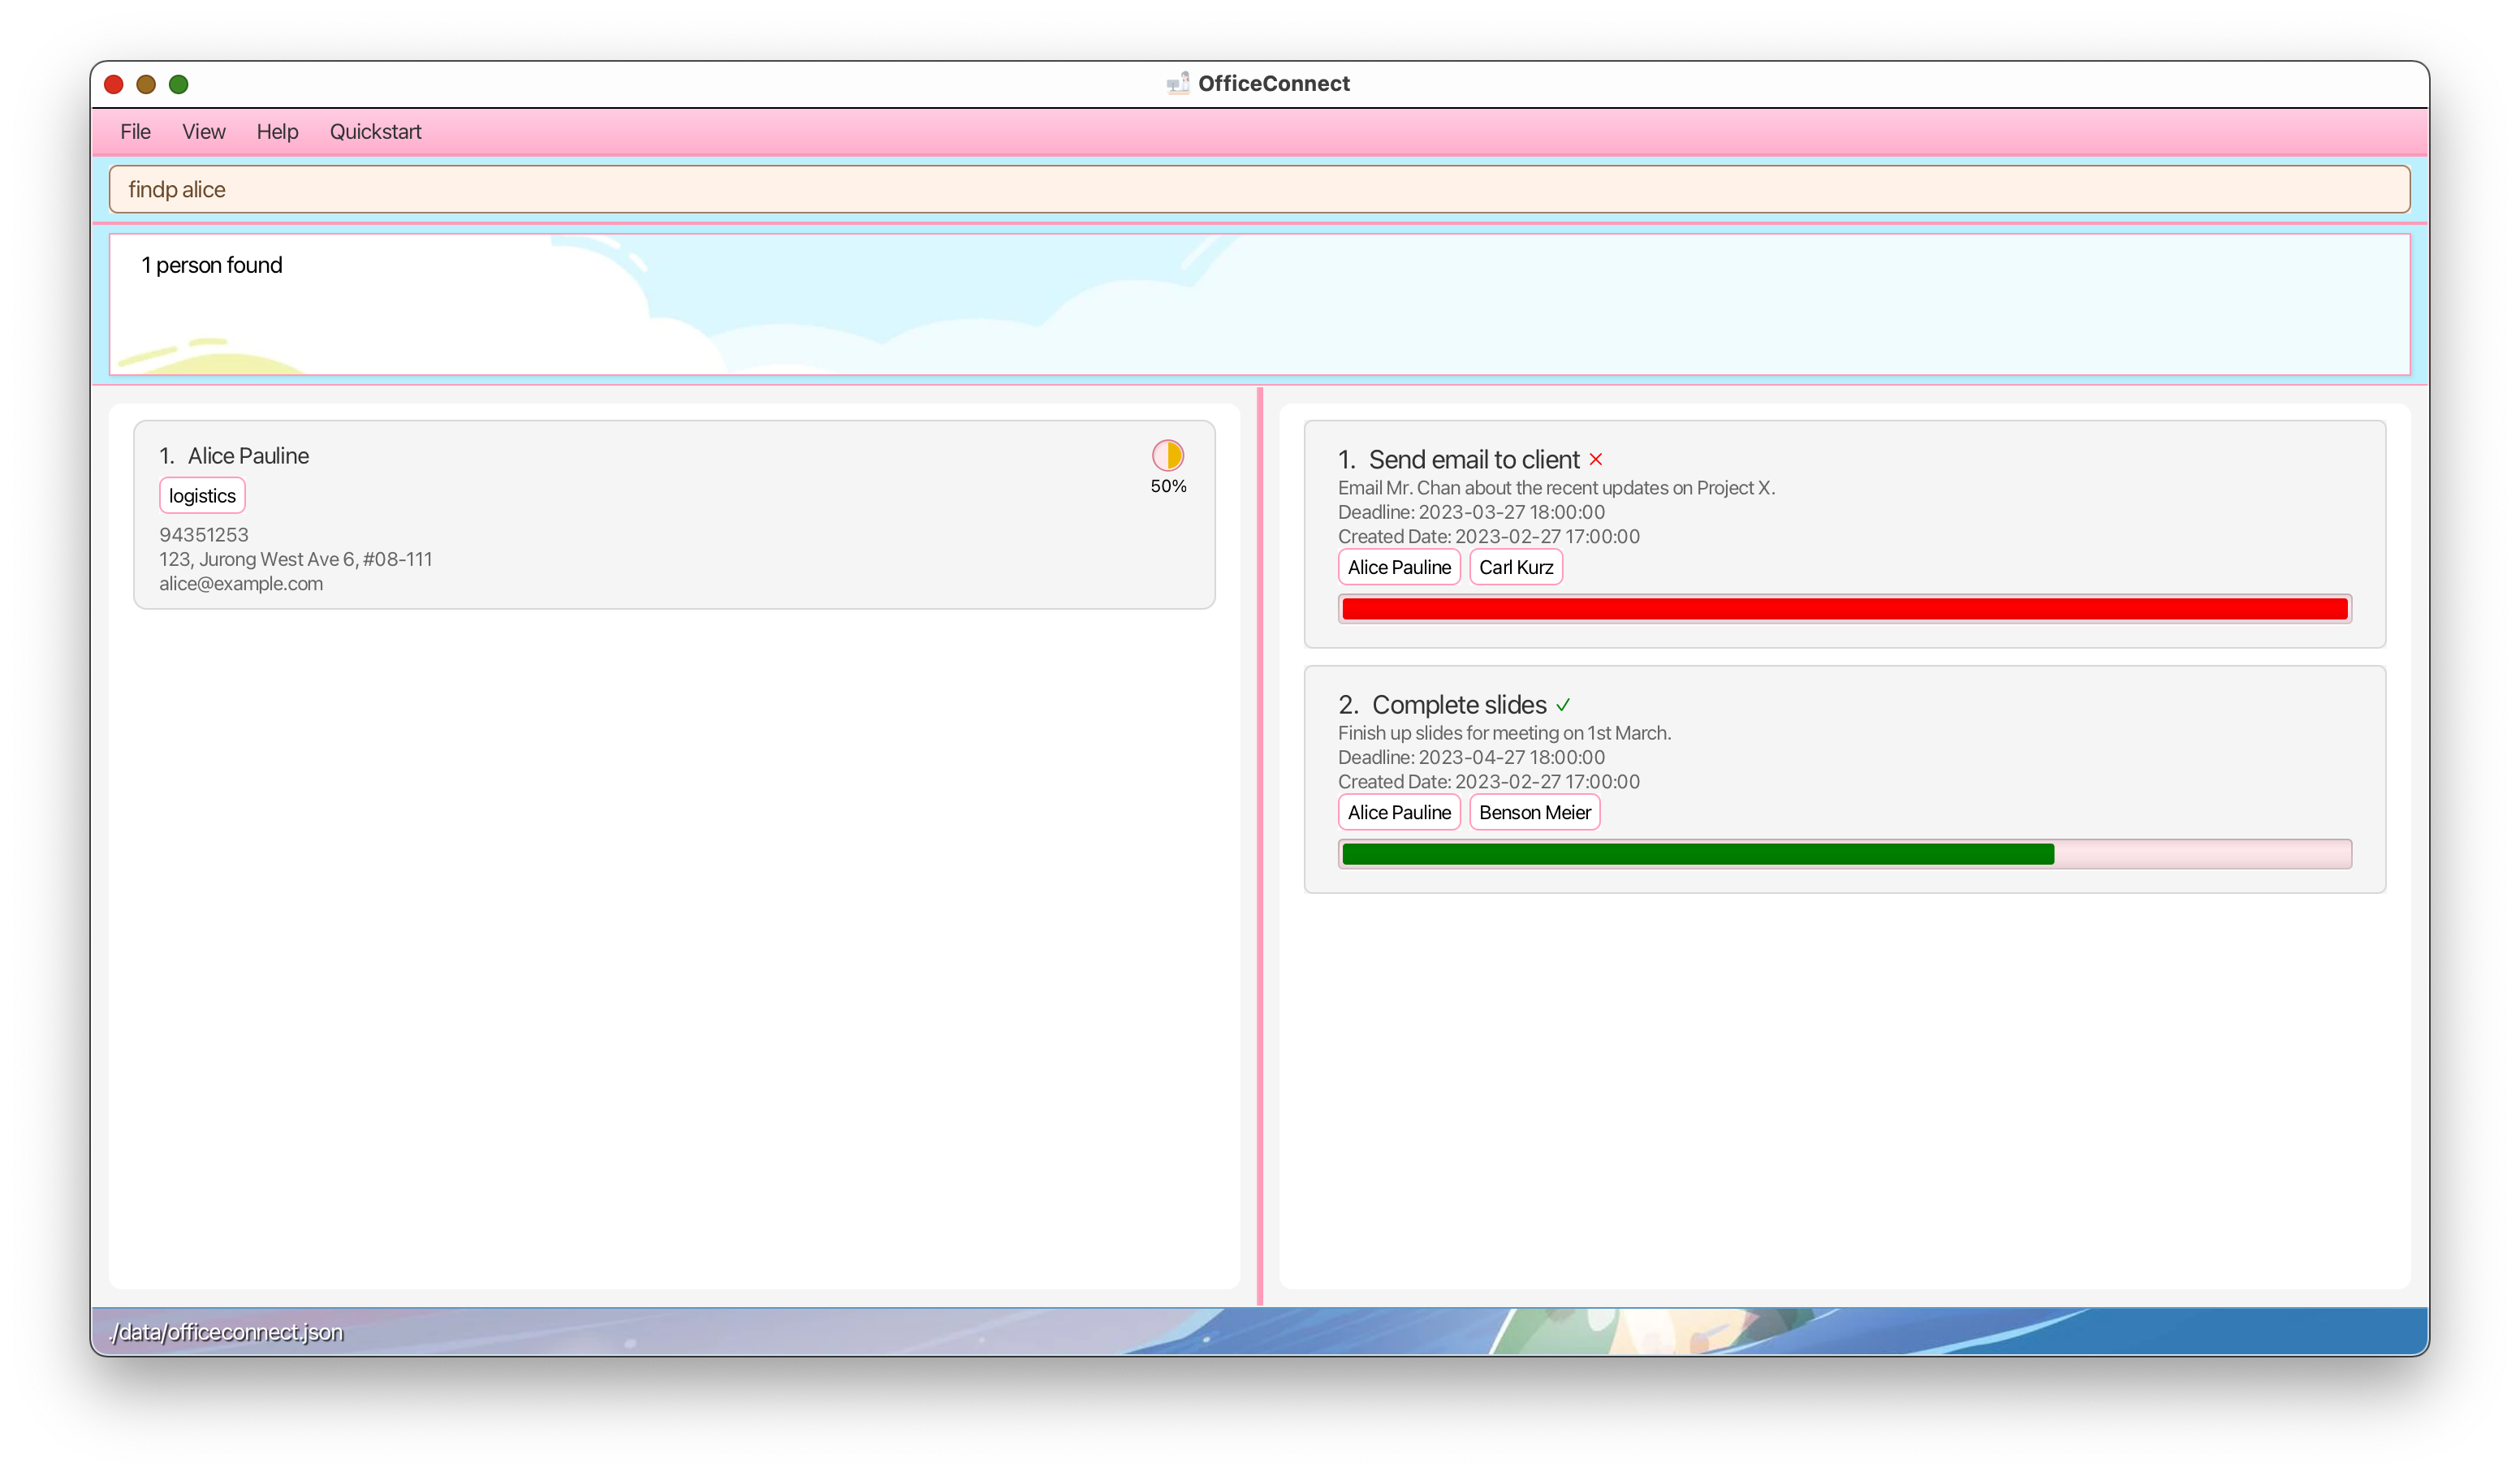 OfficeConnect
File View Help Quickstart
findp alice
1 person found
1. Alice Pauline
50%
logistics
94351253
123, Jurong West Ave 6, #08-111
alice@example.com
1. Send email to client ✕
Email Mr. Chan about the recent updates on Project X.
Deadline: 2023-03-27 18:00:00
Created Date: 2023-02-27 17:00:00
Alice Pauline Carl Kurz
2. Complete slides ✓
Finish up slides for meeting on 1st March.
Deadline: 2023-04-27 18:00:00
Created Date: 2023-02-27 17:00:00
Alice Pauline Benson Meier
./data/officeconnect.json